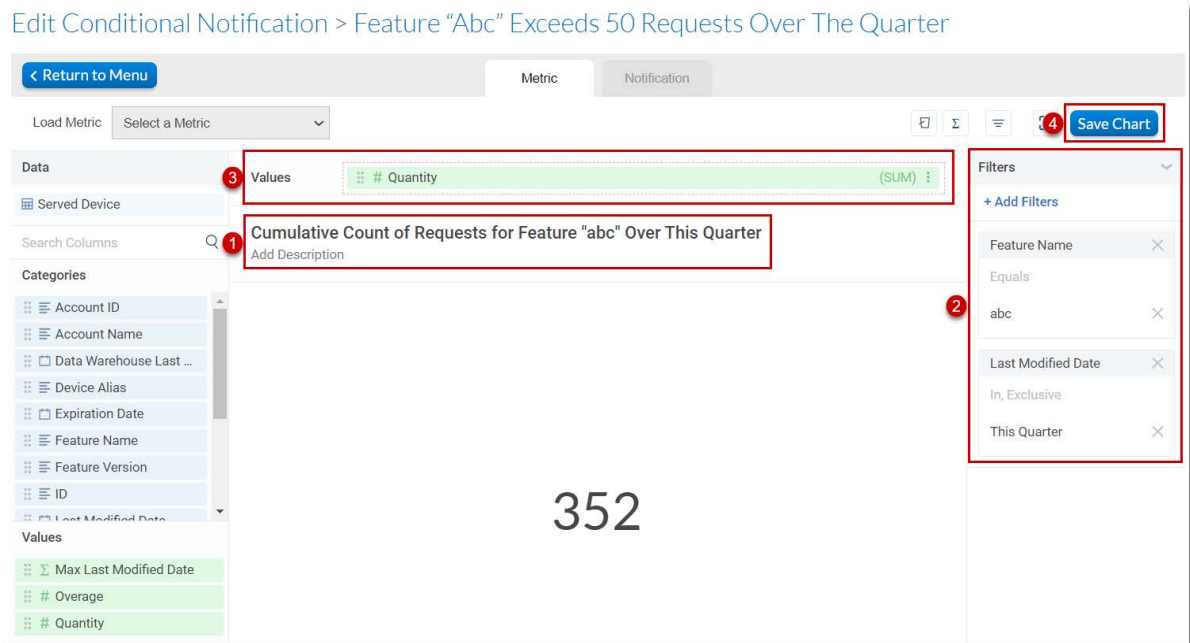 Edit Conditional Notification > Feature “Abc” Exceeds 50 Requests Over The Quarter
Return to Menu
Metric
Notification
Load Metric
Select a Metric
Σ
4
Save Chart
Data
Served Device
Search Columns
Categories
Account ID
Account Name
Data Warehouse Last ...
Device Alias
Expiration Date
Feature Name
Feature Version
ID
Last Modified Date
Values
Σ Max Last Modified Date
# Overage
# Quantity
3
Values
# Quantity
(SUM)
1
Cumulative Count of Requests for Feature "abc" Over This Quarter
Add Description
352
2
Filters
+ Add Filters
Feature Name
Equals
abc
Last Modified Date
In, Exclusive
This Quarter